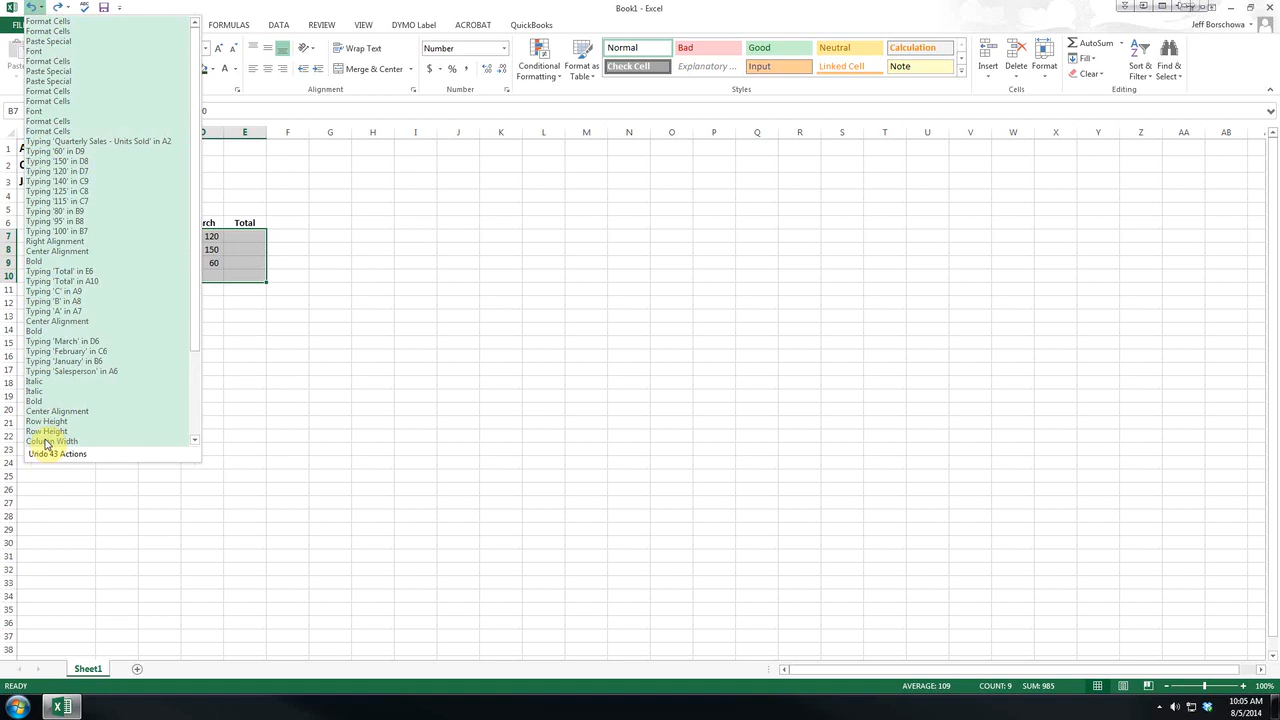 Book1 - Excel
FORMULAS DATA REVIEW VIEW DYMO Label ACROBAT QuickBooks
Jeff Borschowa
Format Cells
Format Cells
Paste Special
Font
Format Cells
Paste Special
Paste Special
Format Cells
Format Cells
Font
Format Cells
Format Cells
Typing 'Quarterly Sales - Units Sold' in A2
Typing '60' in D9
Typing '150' in D8
Typing '120' in D7
Typing '140' in C9
Typing '125' in C8
Typing '115' in C7
Typing '80' in B9
Typing '95' in B8
Typing '100' in B7
Right Alignment
Center Alignment
Bold
Typing 'Total' in E6
Typing 'Total' in A10
Typing 'C' in A9
Typing 'B' in A8
Typing 'A' in A7
Center Alignment
Bold
Typing 'March' in D6
Typing 'February' in C6
Typing 'January' in B6
Typing 'Salesperson' in A6
Italic
Italic
Bold
Center Alignment
Row Height
Row Height
Column Width
Undo 43 Actions
Wrap Text
Merge & Center
Alignment
Number
$ % ,
Number
Conditional Formatting
Format as Table
Normal Bad Good Neutral Calculation
Check Cell Explanatory ... Input Linked Cell Note
Styles
Insert Delete Format
Cells
AutoSum
Fill
Clear
Sort & Filter
Find & Select
Editing
B7
E F G H I J K L M N O P Q R S T U V W X Y Z AA AB
1
2
3
4
5
6 rch Total
7 120
8 150
9 60
10
11
12
13
14
15
16
17
18
19
20
21
22
23
24
25
26
27
28
29
30
31
32
33
34
35
36
37
38
Sheet1
READY AVERAGE: 109 COUNT: 9 SUM: 985 100%
10:05 AM
8/5/2014